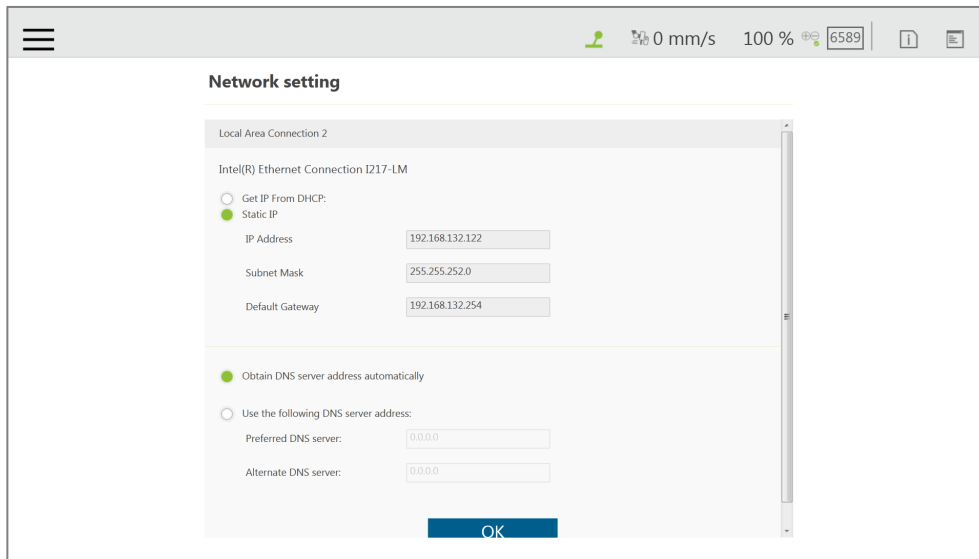 0 mm/s 100 % 6589
Network setting
Local Area Connection 2
Intel(R) Ethernet Connection I217-LM
Get IP From DHCP:
Static IP
IP Address 192.168.132.122
Subnet Mask 255.255.252.0
Default Gateway 192.168.132.254
Obtain DNS server address automatically
Use the following DNS server address:
Preferred DNS server: 0.0.0.0
Alternate DNS server: 0.0.0.0
OK